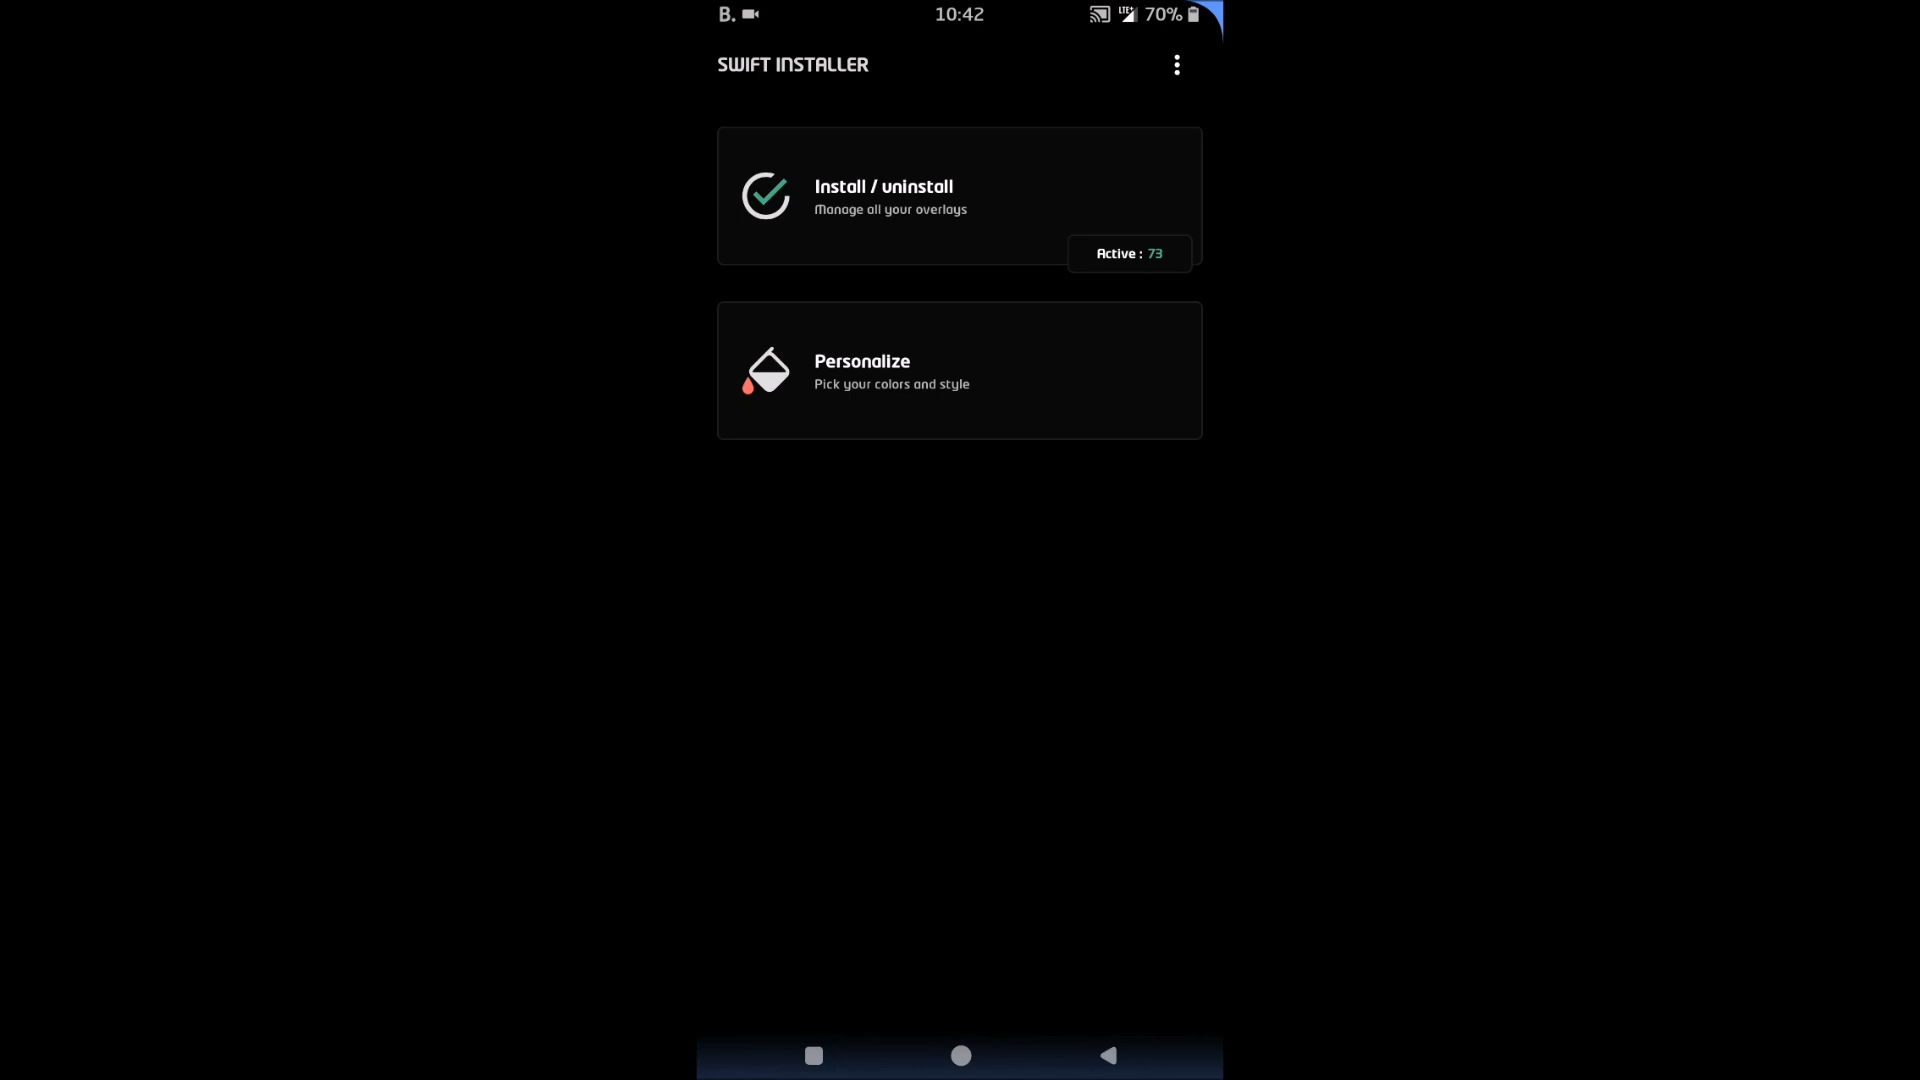 B. 10:42 LTE+ 70%
SWIFT INSTALLER
Install / uninstall
Manage all your overlays
Active : 73
Personalize
Pick your colors and style